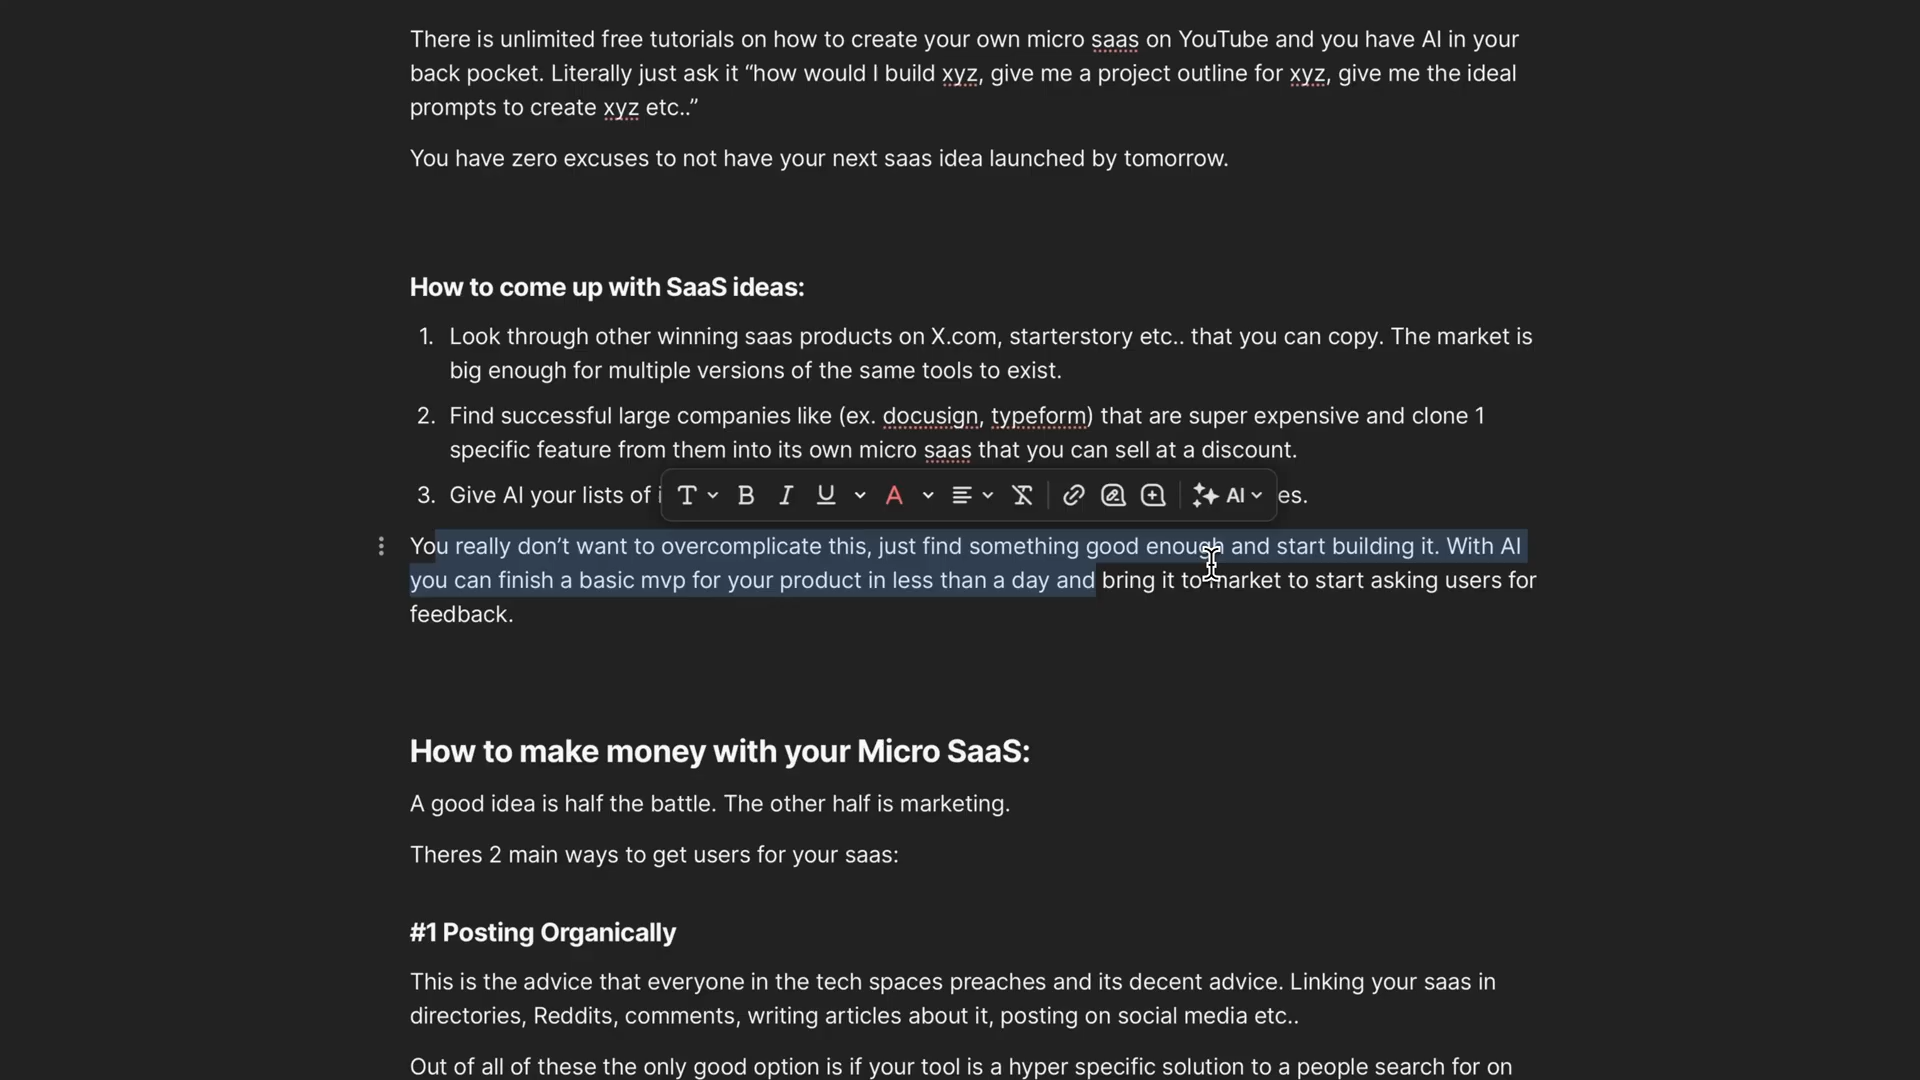 There is unlimited free tutorials on how to create your own micro saas on YouTube and you have AI in your
back pocket. Literally just ask it “how would I build xyz, give me a project outline for xyz, give me the ideal
prompts to create xyz etc..”
You have zero excuses to not have your next saas idea launched by tomorrow.
How to come up with SaaS ideas:
1. Look through other winning saas products on X.com, starterstory etc.. that you can copy. The market is
big enough for multiple versions of the same tools to exist.
2. Find successful large companies like (ex. docusign, typeform) that are super expensive and clone 1
specific feature from them into its own micro saas that you can sell at a discount.
3. Give AI your lists of
T B I U A AI
es.
You really don’t want to overcomplicate this, just find something good enough and start building it. With AI
you can finish a basic mvp for your product in less than a day and bring it to market to start asking users for
feedback.
How to make money with your Micro SaaS:
A good idea is half the battle. The other half is marketing.
Theres 2 main ways to get users for your saas:
#1 Posting Organically
This is the advice that everyone in the tech spaces preaches and its decent advice. Linking your saas in
directories, Reddits, comments, writing articles about it, posting on social media etc..
Out of all of these the only good option is if your tool is a hyper specific solution to a people search for on